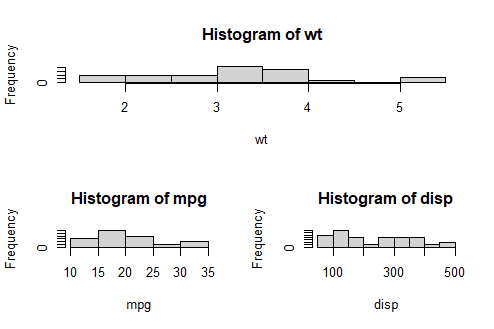 Histogram of wt
Frequency
0
2 3 4 5
wt
Histogram of mpg
Frequency
0
10 15 20 25 30 35
mpg
Histogram of disp
Frequency
0
100 300 500
disp